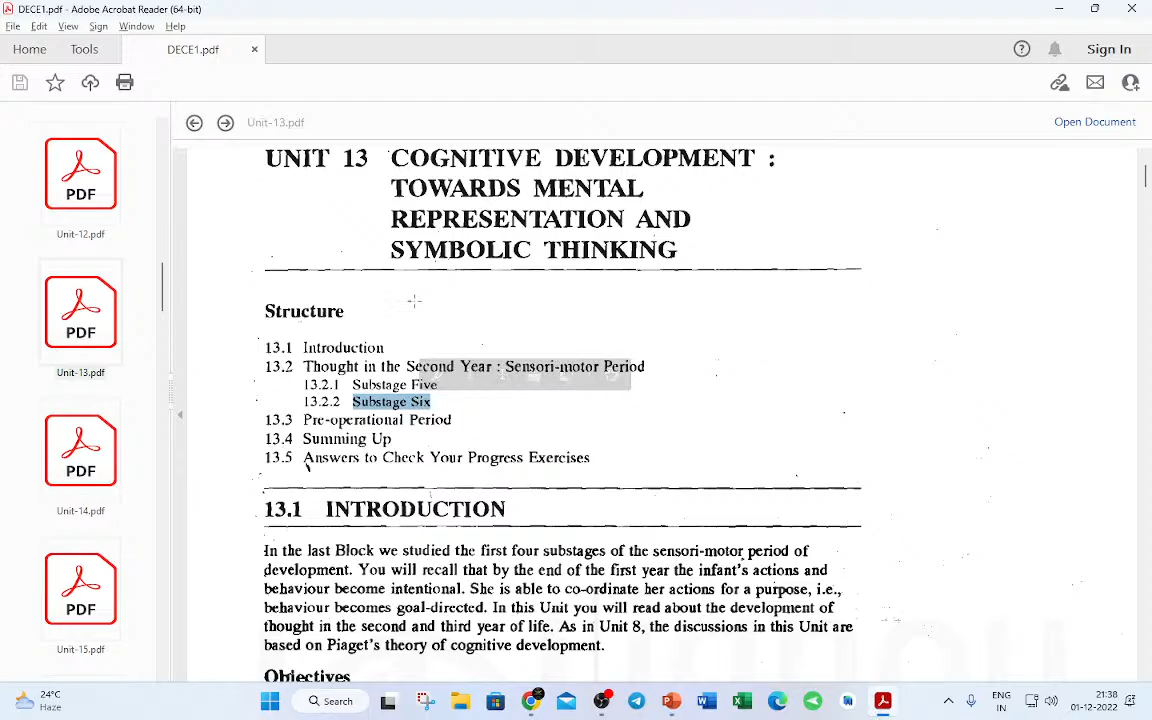 DECE1.pdf - Adobe Acrobat Reader (64-bit)
File Edit View Sign Window Help
Home Tools DECE1.pdf Sign In
Unit-13.pdf Open Document
PDF
Unit-12.pdf
PDF
Unit-13.pdf
PDF
Unit-14.pdf
PDF
Unit-15.pdf
UNIT 13 COGNITIVE DEVELOPMENT :
TOWARDS MENTAL
REPRESENTATION AND
SYMBOLIC THINKING
Structure
13.1 Introduction
13.2 Thought in the Second Year : Sensori-motor Period
13.2.1 Substage Five
13.2.2 Substage Six
13.3 Pre-operational Period
13.4 Summing Up
13.5 Answers to Check Your Progress Exercises
13.1 INTRODUCTION
In the last Block we studied the first four substages of the sensori-motor period of
development. You will recall that by the end of the first year the infant's actions and
behaviour become intentional. She is able to co-ordinate her actions for a purpose, i.e.,
behaviour becomes goal-directed. In this Unit you will read about the development of
thought in the second and third year of life. As in Unit 8, the discussions in this Unit are
based on Piaget's theory of cognitive development.
Objectives
24°C
Haze
Search
ENG
IN
21:38
01-12-2022